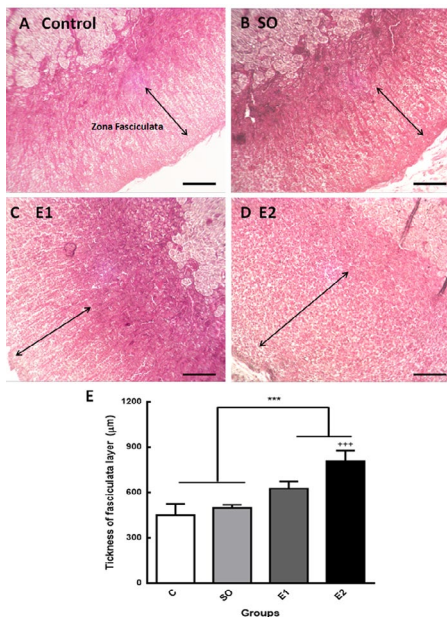 A Control
B SO
Zona Fasciculata
C E1
D E2
E
Tickness of fasciculata layer (μm)
1200
900
600
300
0
***
+++
C
SO
E1
E2
Groups